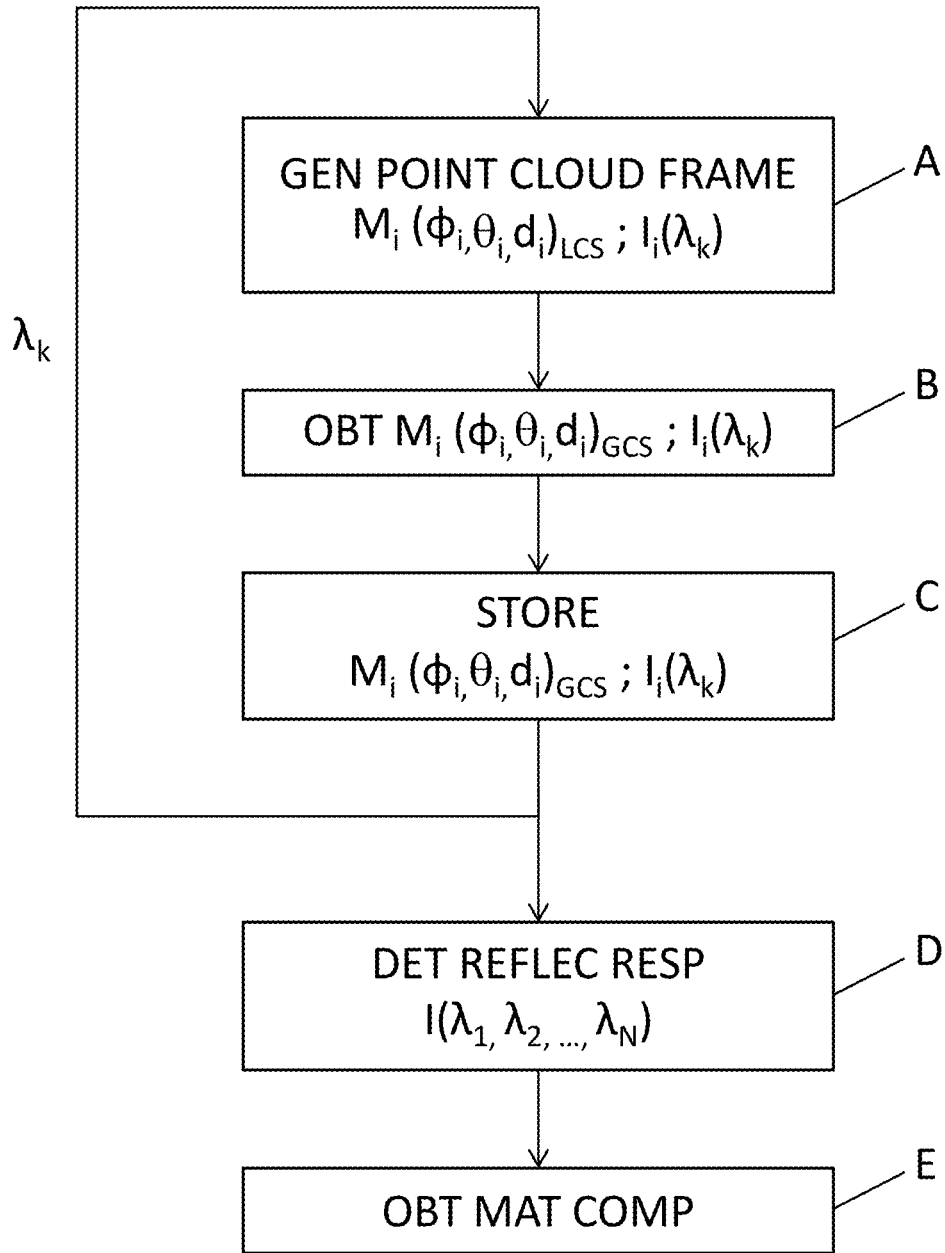 GEN POINT CLOUD FRAME
Mᵢ (ϕᵢ,θᵢ,dᵢ)LCS ; Iᵢ(λₖ)
A
λₖ
OBT Mᵢ (ϕᵢ,θᵢ,dᵢ)GCS ; Iᵢ(λₖ)
B
STORE
Mᵢ (ϕᵢ,θᵢ,dᵢ)GCS ; Iᵢ(λₖ)
C
DET REFLEC RESP
I(λ₁, λ₂, ..., λN)
D
OBT MAT COMP
E